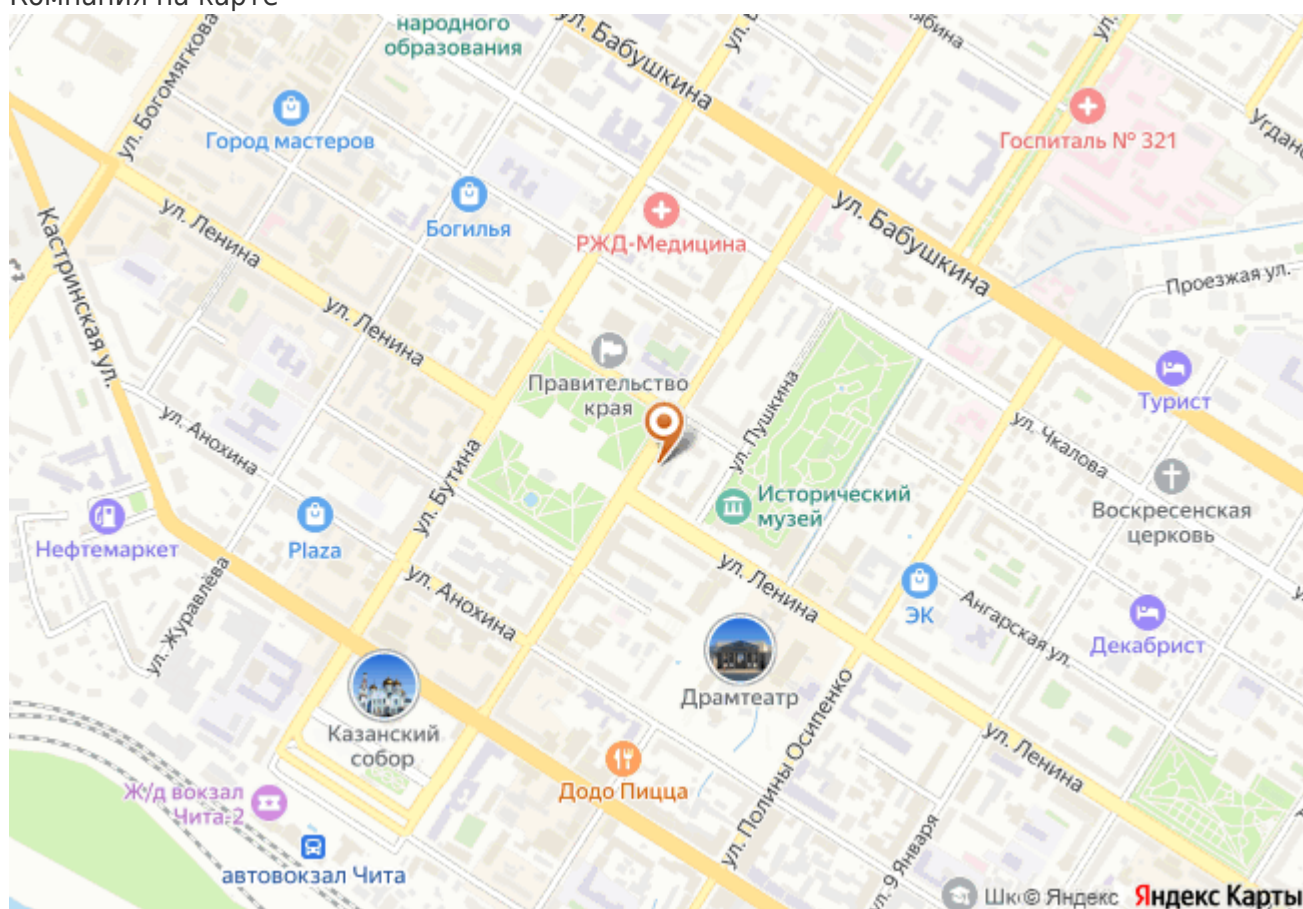 Компания на карте
народного
образования
ул. Бабушкина
ул. Богомягкова
Город мастеров
Госпиталь № 321
Богилья
РЖД-Медицина
ул. Бабушкина
ул. Ленина
Кастринская ул.
Проезжая ул.
ул. Ленина
Правительство
края
ул. Пушкина
Турист
ул. Чкалова
ул. Анохина
ул. Бутина
Исторический
музей
Воскресенская
церковь
Нефтемаркет
Plaza
ул. Журавлёва
ул. Анохина
ул. Ленина
ЭК
Ангарская ул.
Декабрист
Драмтеатр
ул. Полины Осипенко
Казанский
собор
ул. Ленина
Додо Пицца
Ж/д вокзал
Чита-2
автовокзал Чита
ул. 9 Января
© Яндекс Яндекс Карты